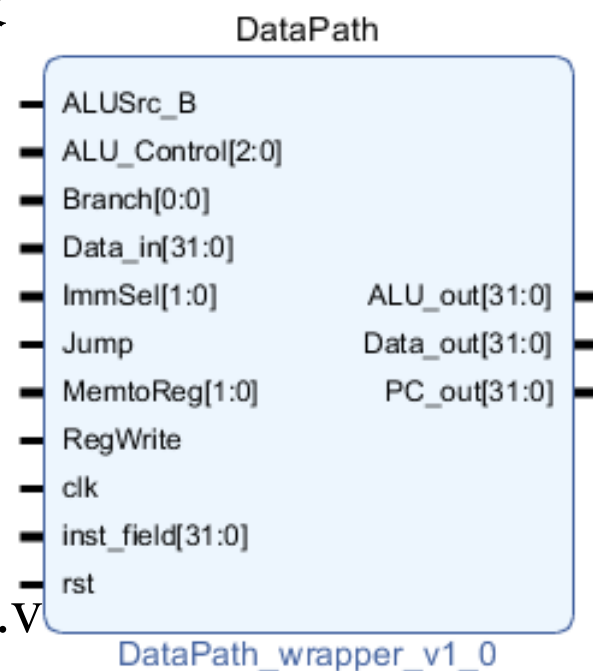 DataPath
ALUSrc_B
ALU_Control[2:0]
Branch[0:0]
Data_in[31:0]
ImmSel[1:0] ALU_out[31:0]
Jump Data_out[31:0]
MemtoReg[1:0] PC_out[31:0]
RegWrite
clk
inst_field[31:0]
rst
.v
DataPath_wrapper_v1_0